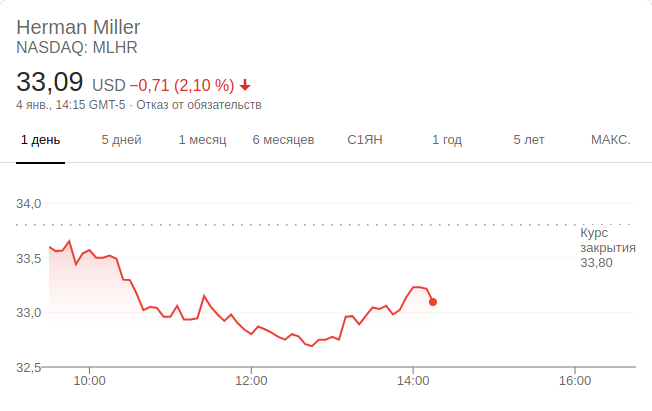 Herman Miller
NASDAQ: MLHR
33,09 USD −0,71 (2,10 %)
4 янв., 14:15 GMT-5 · Отказ от обязательств
1 день 5 дней 1 месяц 6 месяцев С1ЯН 1 год 5 лет МАКС.
34,0
Курс
закрытия
33,80
33,5
33,0
32,5
10:00 12:00 14:00 16:00